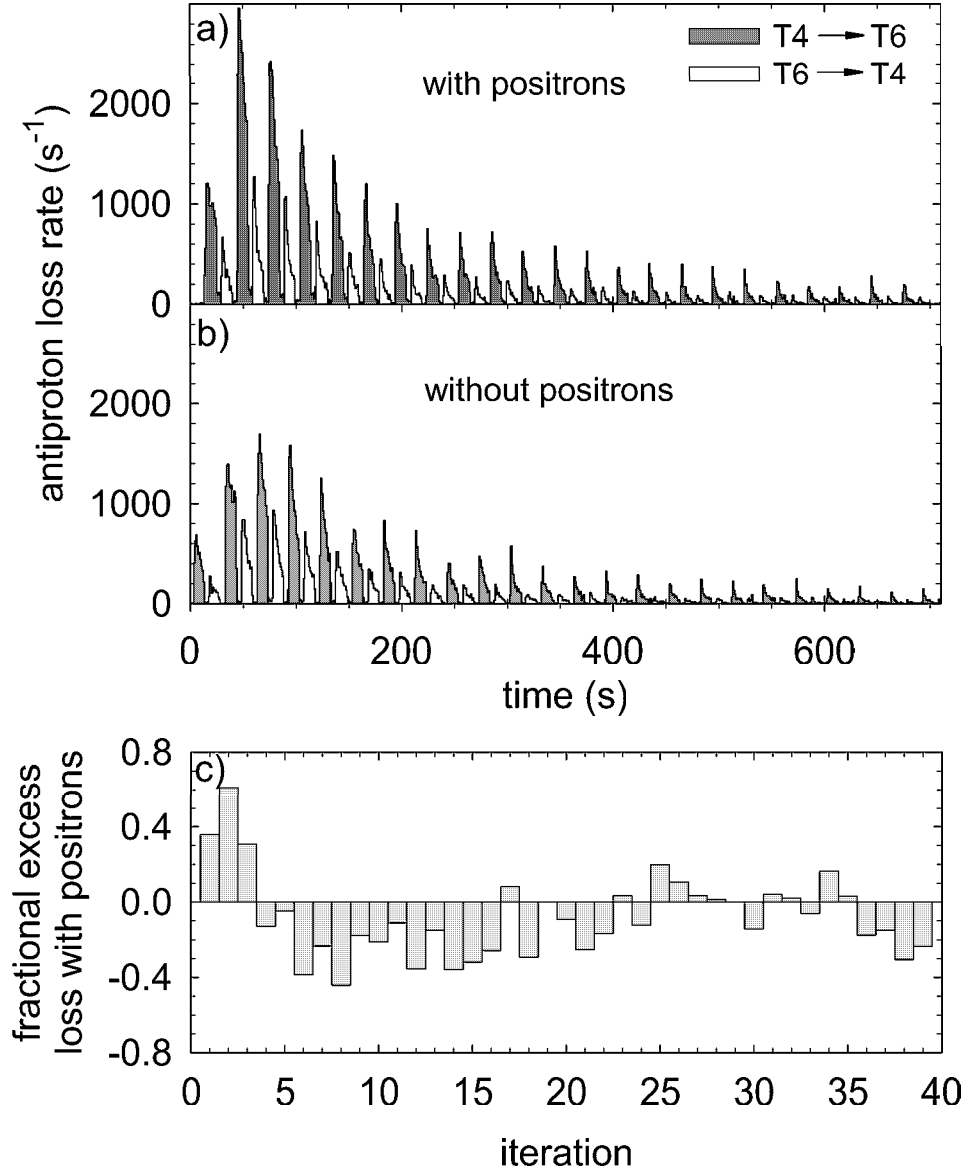 a)
T4 → T6
T6 → T4
with positrons
2000
1000
0
b)
without positrons
2000
1000
0
antiproton loss rate (s⁻¹)
0 200 400 600
time (s)
c)
0.8
0.4
0.0
-0.4
-0.8
fractional excess
loss with positrons
0 5 10 15 20 25 30 35 40
iteration